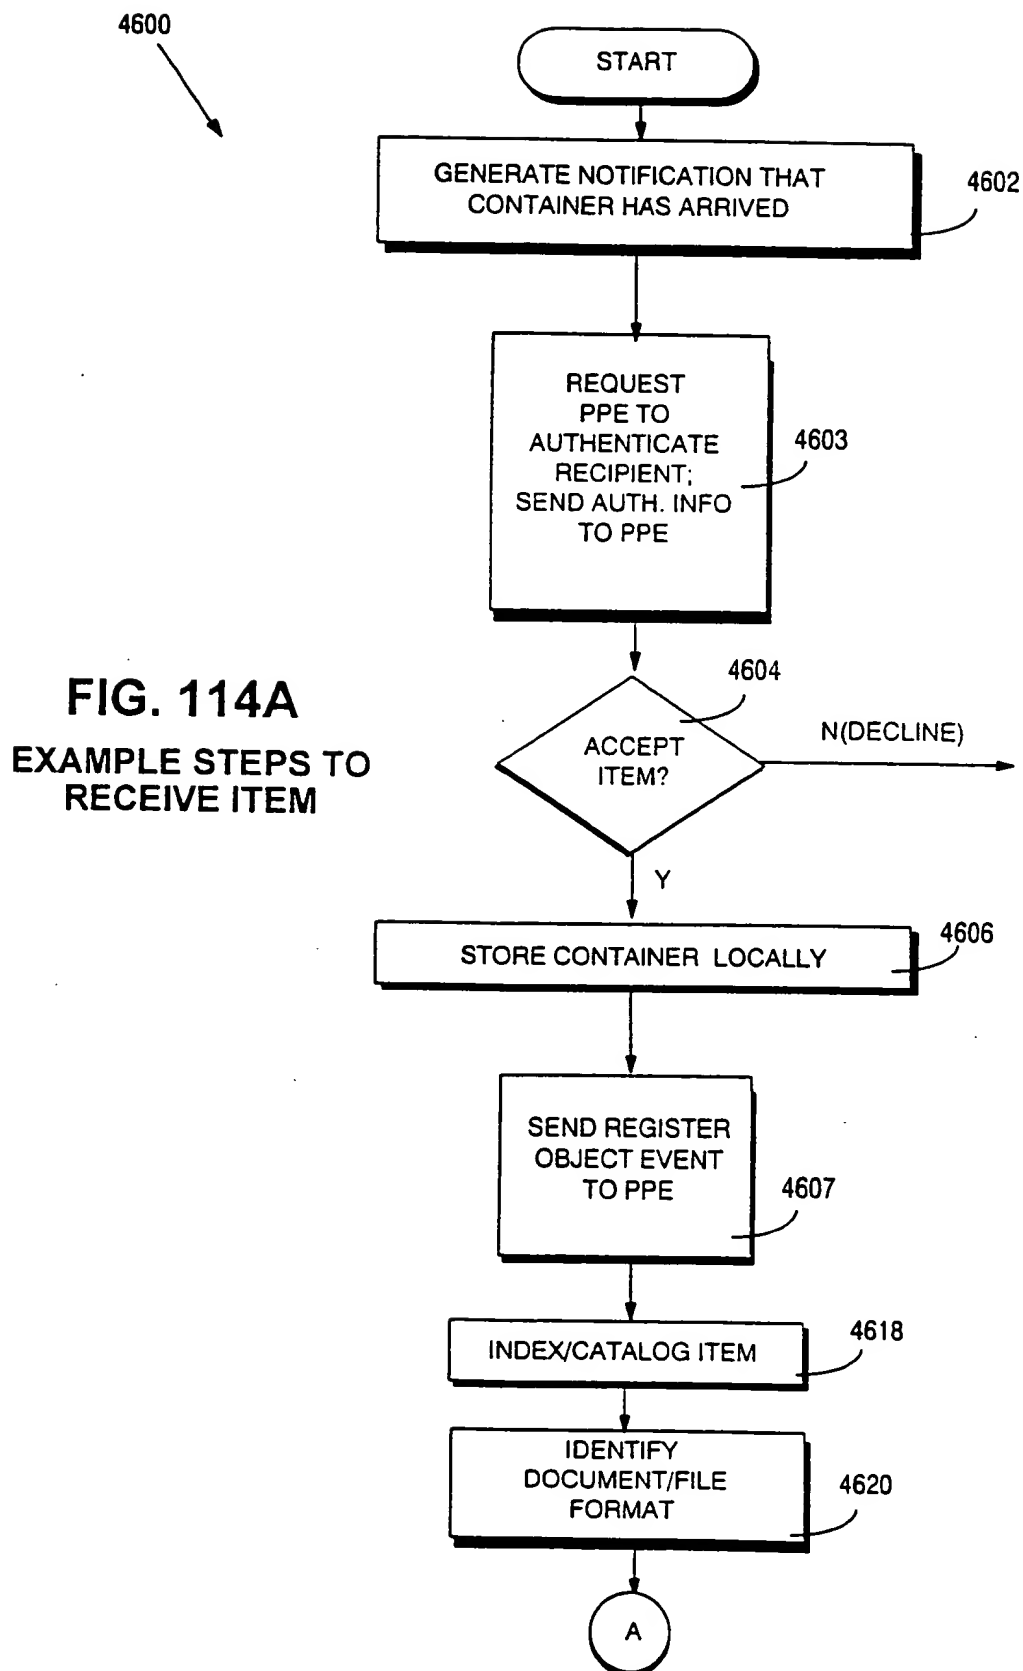 4600
START
GENERATE NOTIFICATION THAT
CONTAINER HAS ARRIVED
4602
REQUEST
PPE TO
AUTHENTICATE
RECIPIENT;
SEND AUTH. INFO
TO PPE
4603
4604
ACCEPT
ITEM?
N(DECLINE)
FIG. 114A
EXAMPLE STEPS TO
RECEIVE ITEM
Y
STORE CONTAINER LOCALLY
4606
SEND REGISTER
OBJECT EVENT
TO PPE
4607
INDEX/CATALOG ITEM
4618
IDENTIFY
DOCUMENT/FILE
FORMAT
4620
A